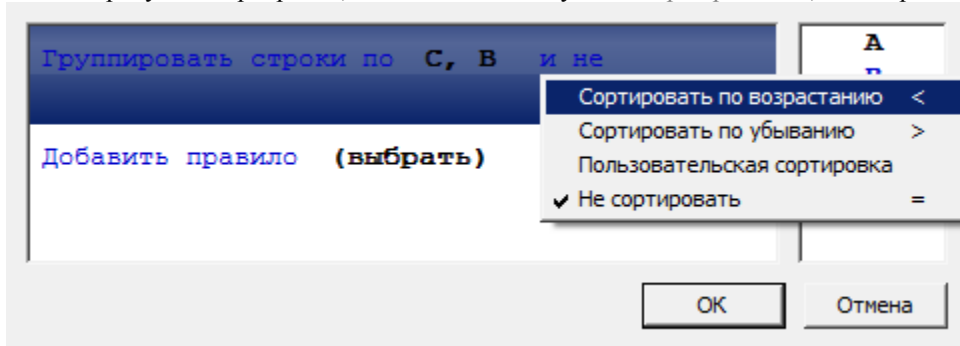 Группировать строки по C, B и не
A
B
Сортировать по возрастанию <
Сортировать по убыванию >
Добавить правило (выбрать)
Пользовательская сортировка
Не сортировать =
OK
Отмена